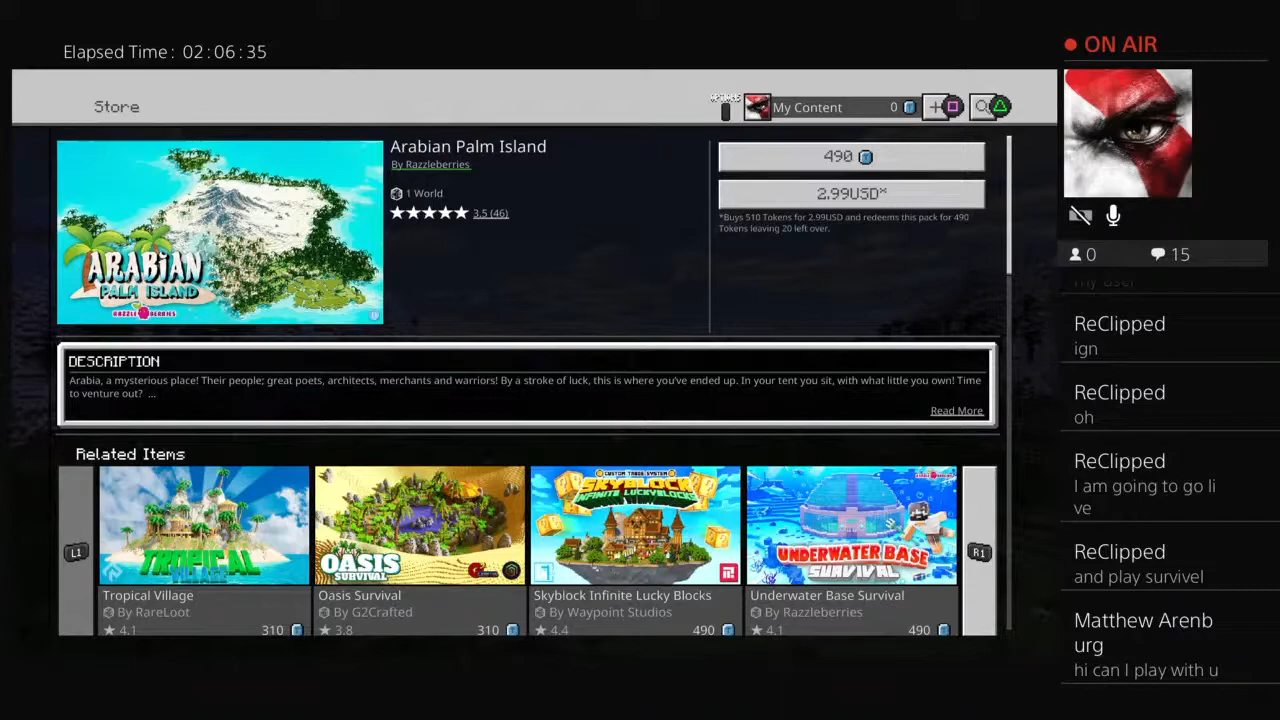 Elapsed Time: 02:06:35
ON AIR
Store
OPTIONS
My Content 0
Arabian Palm Island
By Razzleberries
1 World
3.5 (46)
490
2.99USD*
*Buys 510 Tokens for 2.99USD and redeems this pack for 490
Tokens leaving 20 left over.
ARABIAN
PALM ISLAND
RAZZLEBERRIES
DESCRIPTION
Arabia, a mysterious place! Their people; great poets, architects, merchants and warriors! By a stroke of luck, this is where you've ended up. In your tent you sit, with what little you own! Time
to venture out? ...
Read More
Related Items
L1
TROPICAL
VILLAGE
OASIS
SURVIVAL
CUSTOM TRADE SYSTEM
SKYBLOCK
INFINITE LUCKYBLOCKS
UNDERWATER BASE
SURVIVAL
R1
Tropical Village
By RareLoot
4.1 310
Oasis Survival
By G2Crafted
3.8 310
Skyblock Infinite Lucky Blocks
By Waypoint Studios
4.4 490
Underwater Base Survival
By Razzleberries
4.1 490
0 15
my user
ReClipped
ign
ReClipped
oh
ReClipped
I am going to go li
ve
ReClipped
and play survivel
Matthew Arenb
urg
hi can I play with u